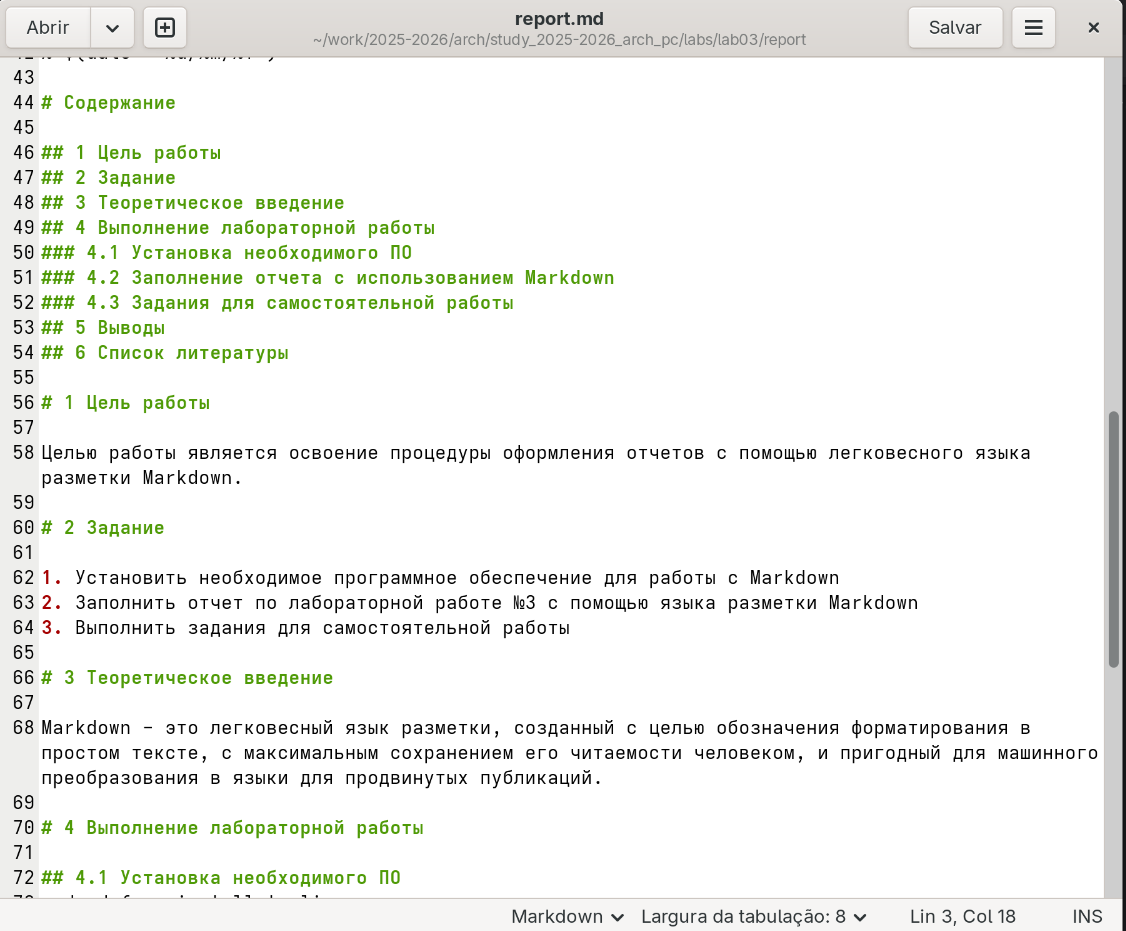 Abrir
report.md
~/work/2025-2026/arch/study_2025-2026_arch_pc/labs/lab03/report
Salvar
43
44 # Содержание
45
46 ## 1 Цель работы
47 ## 2 Задание
48 ## 3 Теоретическое введение
49 ## 4 Выполнение лабораторной работы
50 ### 4.1 Установка необходимого ПО
51 ### 4.2 Заполнение отчета с использованием Markdown
52 ### 4.3 Задания для самостоятельной работы
53 ## 5 Выводы
54 ## 6 Список литературы
55
56 # 1 Цель работы
57
58 Целью работы является освоение процедуры оформления отчетов с помощью легковесного языка
разметки Markdown.
59
60 # 2 Задание
61
62 1. Установить необходимое программное обеспечение для работы с Markdown
63 2. Заполнить отчет по лабораторной работе №3 с помощью языка разметки Markdown
64 3. Выполнить задания для самостоятельной работы
65
66 # 3 Теоретическое введение
67
68 Markdown – это легковесный язык разметки, созданный с целью обозначения форматирования в
простом тексте, с максимальным сохранением его читаемости человеком, и пригодный для машинного
преобразования в языки для продвинутых публикаций.
69
70 # 4 Выполнение лабораторной работы
71
72 ## 4.1 Установка необходимого ПО
Markdown
Largura da tabulação: 8
Lin 3, Col 18
INS